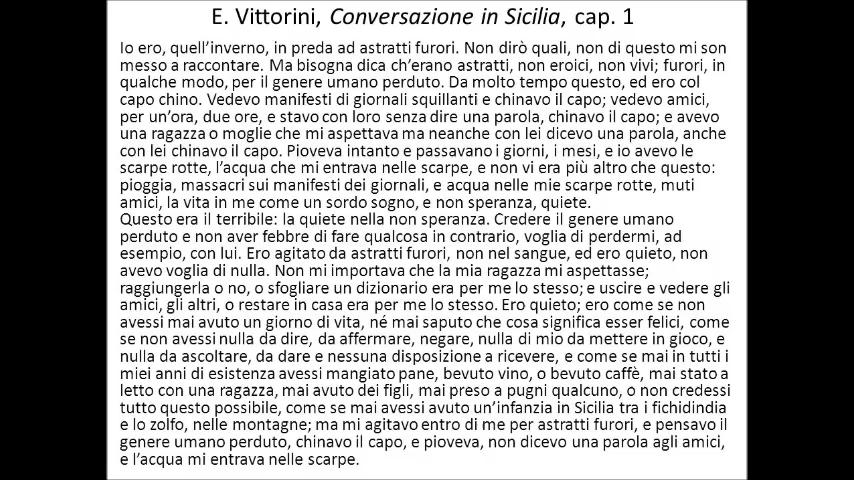 E. Vittorini, Conversazione in Sicilia, cap. 1
Io ero, quell'inverno, in preda ad astratti furori. Non dirò quali, non di questo mi son
messo a raccontare. Ma bisogna dica ch'erano astratti, non eroici, non vivi; furori, in
qualche modo, per il genere umano perduto. Da molto tempo questo, ed ero col
capo chino. Vedevo manifesti di giornali squillanti e chinavo il capo; vedevo amici,
per un'ora, due ore, e stavo con loro senza dire una parola, chinavo il capo; e avevo
una ragazza o moglie che mi aspettava ma neanche con lei dicevo una parola, anche
con lei chinavo il capo. Pioveva intanto e passavano i giorni, i mesi, e io avevo le
scarpe rotte, l'acqua che mi entrava nelle scarpe, e non vi era più altro che questo:
pioggia, massacri sui manifesti dei giornali, e acqua nelle mie scarpe rotte, muti
amici, la vita in me come un sordo sogno, e non speranza, quiete.
Questo era il terribile: la quiete nella non speranza. Credere il genere umano
perduto e non aver febbre di fare qualcosa in contrario, voglia di perdermi, ad
esempio, con lui. Ero agitato da astratti furori, non nel sangue, ed ero quieto, non
avevo voglia di nulla. Non mi importava che la mia ragazza mi aspettasse;
raggiungerla o no, o sfogliare un dizionario era per me lo stesso; e uscire e vedere gli
amici, gli altri, o restare in casa era per me lo stesso. Ero quieto; ero come se non
avessi mai avuto un giorno di vita, né mai saputo che cosa significa esser felici, come
se non avessi nulla da dire, da affermare, negare, nulla di mio da mettere in gioco, e
nulla da ascoltare, da dare e nessuna disposizione a ricevere, e come se mai in tutti i
miei anni di esistenza avessi mangiato pane, bevuto vino, o bevuto caffè, mai stato a
letto con una ragazza, mai avuto dei figli, mai preso a pugni qualcuno, o non credessi
tutto questo possibile, come se mai avessi avuto un'infanzia in Sicilia tra i fichidindia
e lo zolfo, nelle montagne; ma mi agitavo entro di me per astratti furori, e pensavo il
genere umano perduto, chinavo il capo, e pioveva, non dicevo una parola agli amici,
e l'acqua mi entrava nelle scarpe.